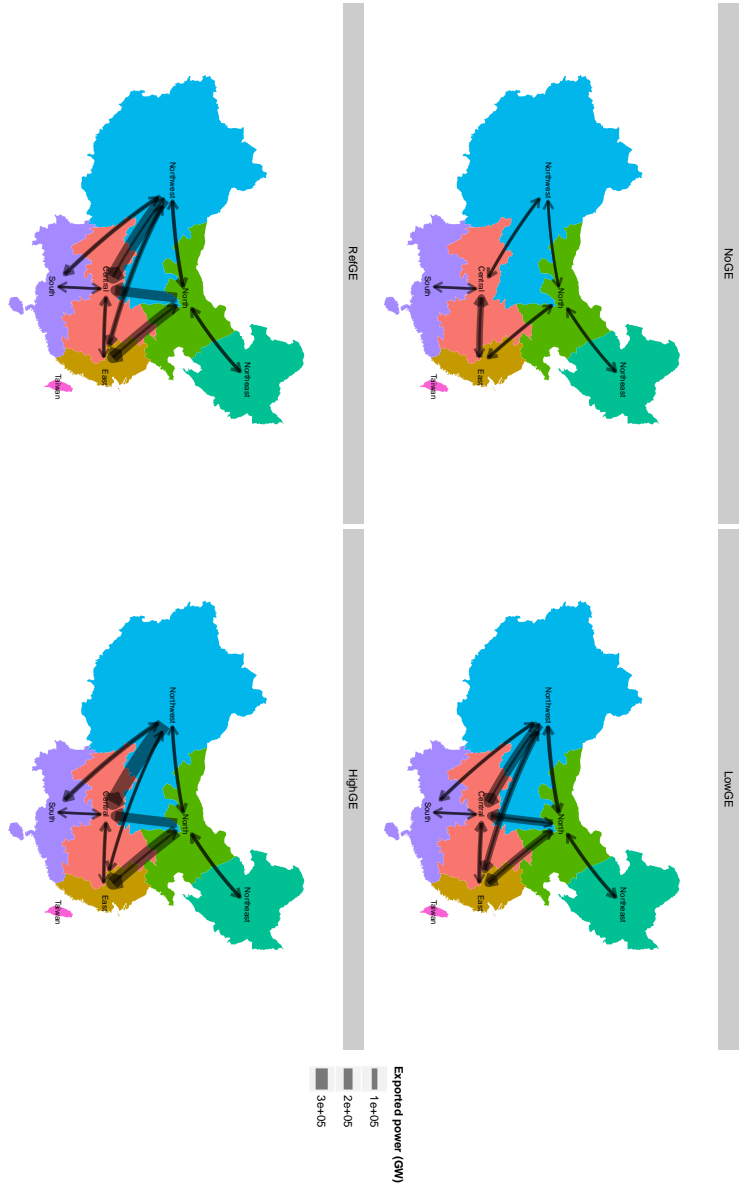 NoGE
Northwest
North
Northeast
Central
East
South
Taiwan
LowGE
Northwest
North
Northeast
Central
East
South
Taiwan
RefGE
Northwest
North
Northeast
Central
East
South
Taiwan
HighGE
Northwest
North
Northeast
Central
East
South
Taiwan
Exported power (GW)
1e+05
2e+05
3e+05